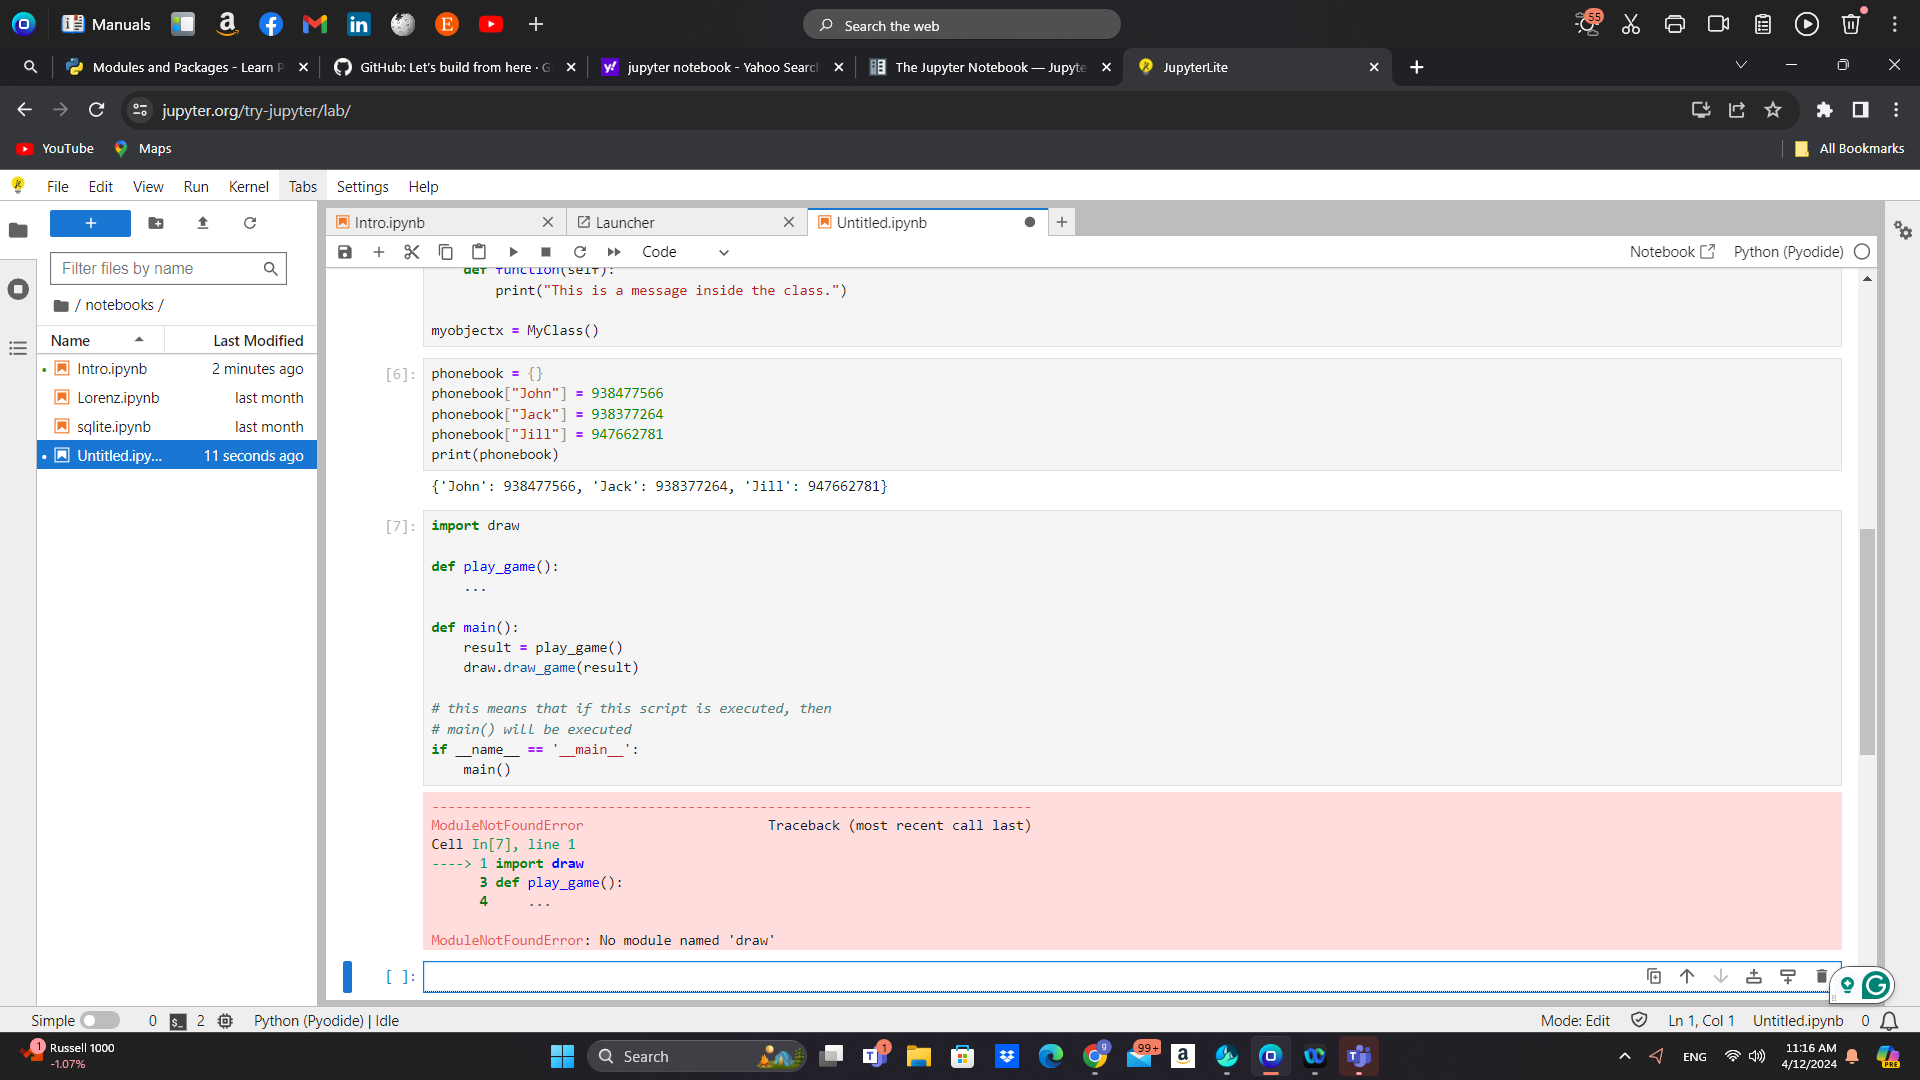 Manuals
Search the web
55
Modules and Packages - Learn P
GitHub: Let's build from here · G
jupyter notebook - Yahoo Search
The Jupyter Notebook — Jupyte
JupyterLite
jupyter.org/try-jupyter/lab/
YouTube
Maps
All Bookmarks
File Edit View Run Kernel Tabs Settings Help
Intro.ipynb
Launcher
Untitled.ipynb
Code
Notebook
Python (Pyodide)
Filter files by name
/ notebooks /
Name
Last Modified
Intro.ipynb 2 minutes ago
Lorenz.ipynb last month
sqlite.ipynb last month
Untitled.ipy... 11 seconds ago
def function(self):
print("This is a message inside the class.")
myobjectx = MyClass()
[6]:
phonebook = {}
phonebook["John"] = 938477566
phonebook["Jack"] = 938377264
phonebook["Jill"] = 947662781
print(phonebook)
{'John': 938477566, 'Jack': 938377264, 'Jill': 947662781}
[7]:
import draw
def play_game():
...
def main():
result = play_game()
draw.draw_game(result)
# this means that if this script is executed, then
# main() will be executed
if __name__ == '__main__':
main()
---------------------------------------------------------------------------
ModuleNotFoundError Traceback (most recent call last)
Cell In[7], line 1
----> 1 import draw
3 def play_game():
4 ...
ModuleNotFoundError: No module named 'draw'
[ ]:
Simple 0 2 Python (Pyodide) | Idle
Mode: Edit Ln 1, Col 1 Untitled.ipynb 0
1 Russell 1000
-1.07%
Search
1
9
99+
ENG
11:16 AM
4/12/2024
PRE